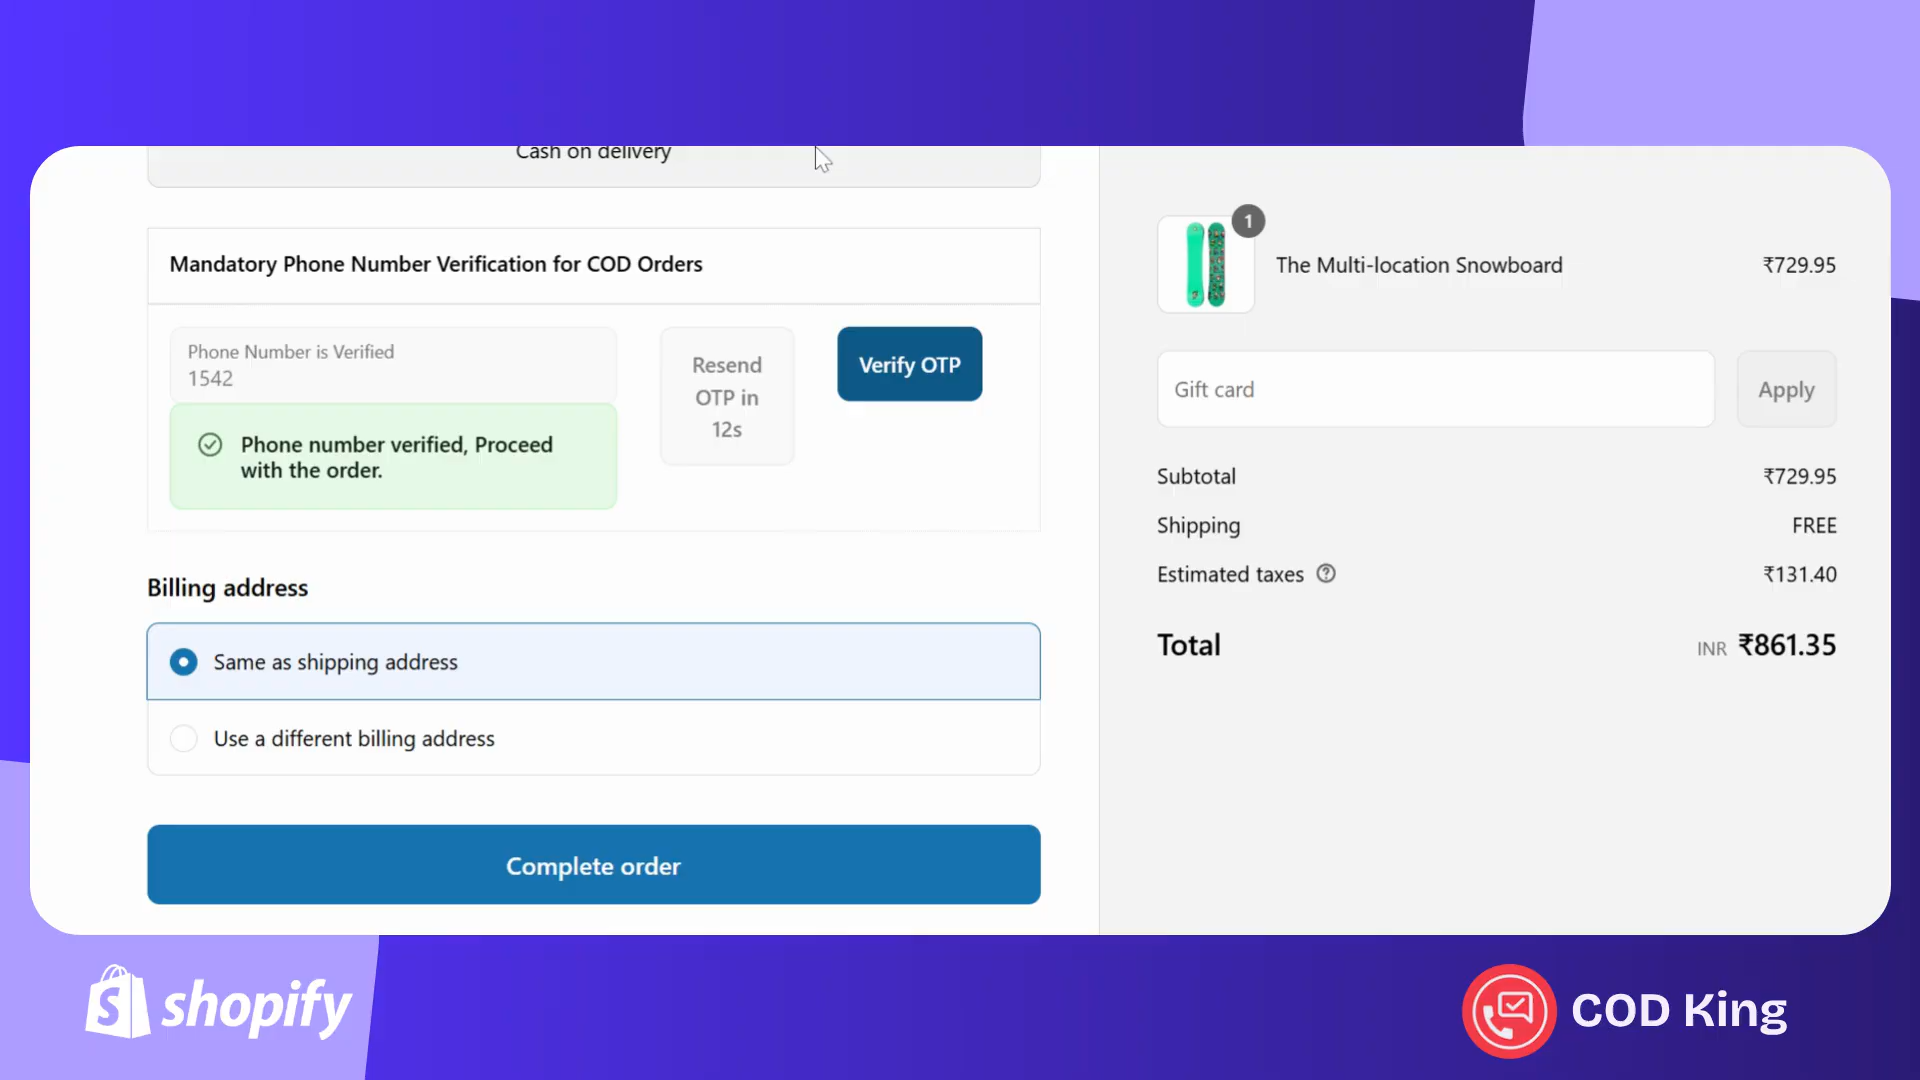 Cash on delivery
Mandatory Phone Number Verification for COD Orders
Phone Number is Verified
1542
Resend
OTP in
12s
Verify OTP
Phone number verified, Proceed
with the order.
Billing address
Same as shipping address
Use a different billing address
Complete order
1
The Multi-location Snowboard
₹729.95
Gift card
Apply
Subtotal
₹729.95
Shipping
FREE
Estimated taxes
₹131.40
Total
INR ₹861.35
shopify
COD King